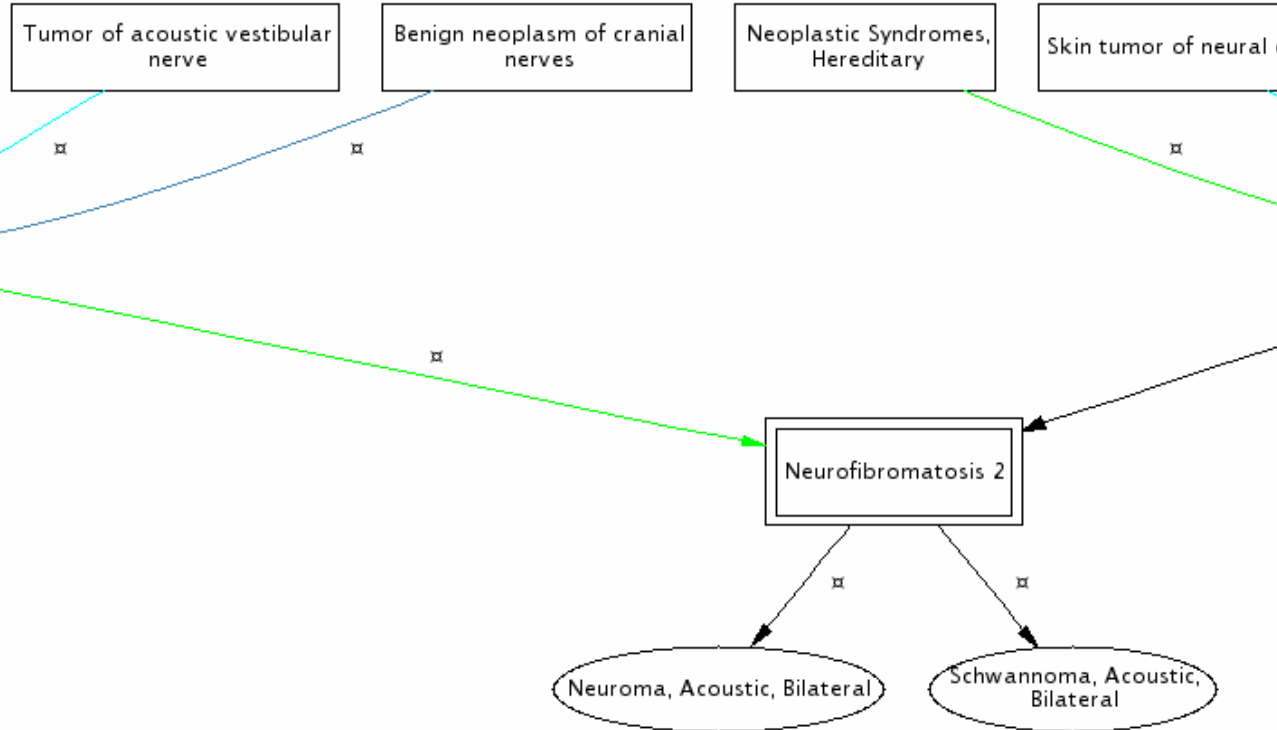 Tumor of acoustic vestibular
nerve
Benign neoplasm of cranial
nerves
Neoplastic Syndromes,
Hereditary
Skin tumor of neural
¤
¤
¤
¤
Neurofibromatosis 2
¤
¤
Neuroma, Acoustic, Bilateral
Schwannoma, Acoustic,
Bilateral